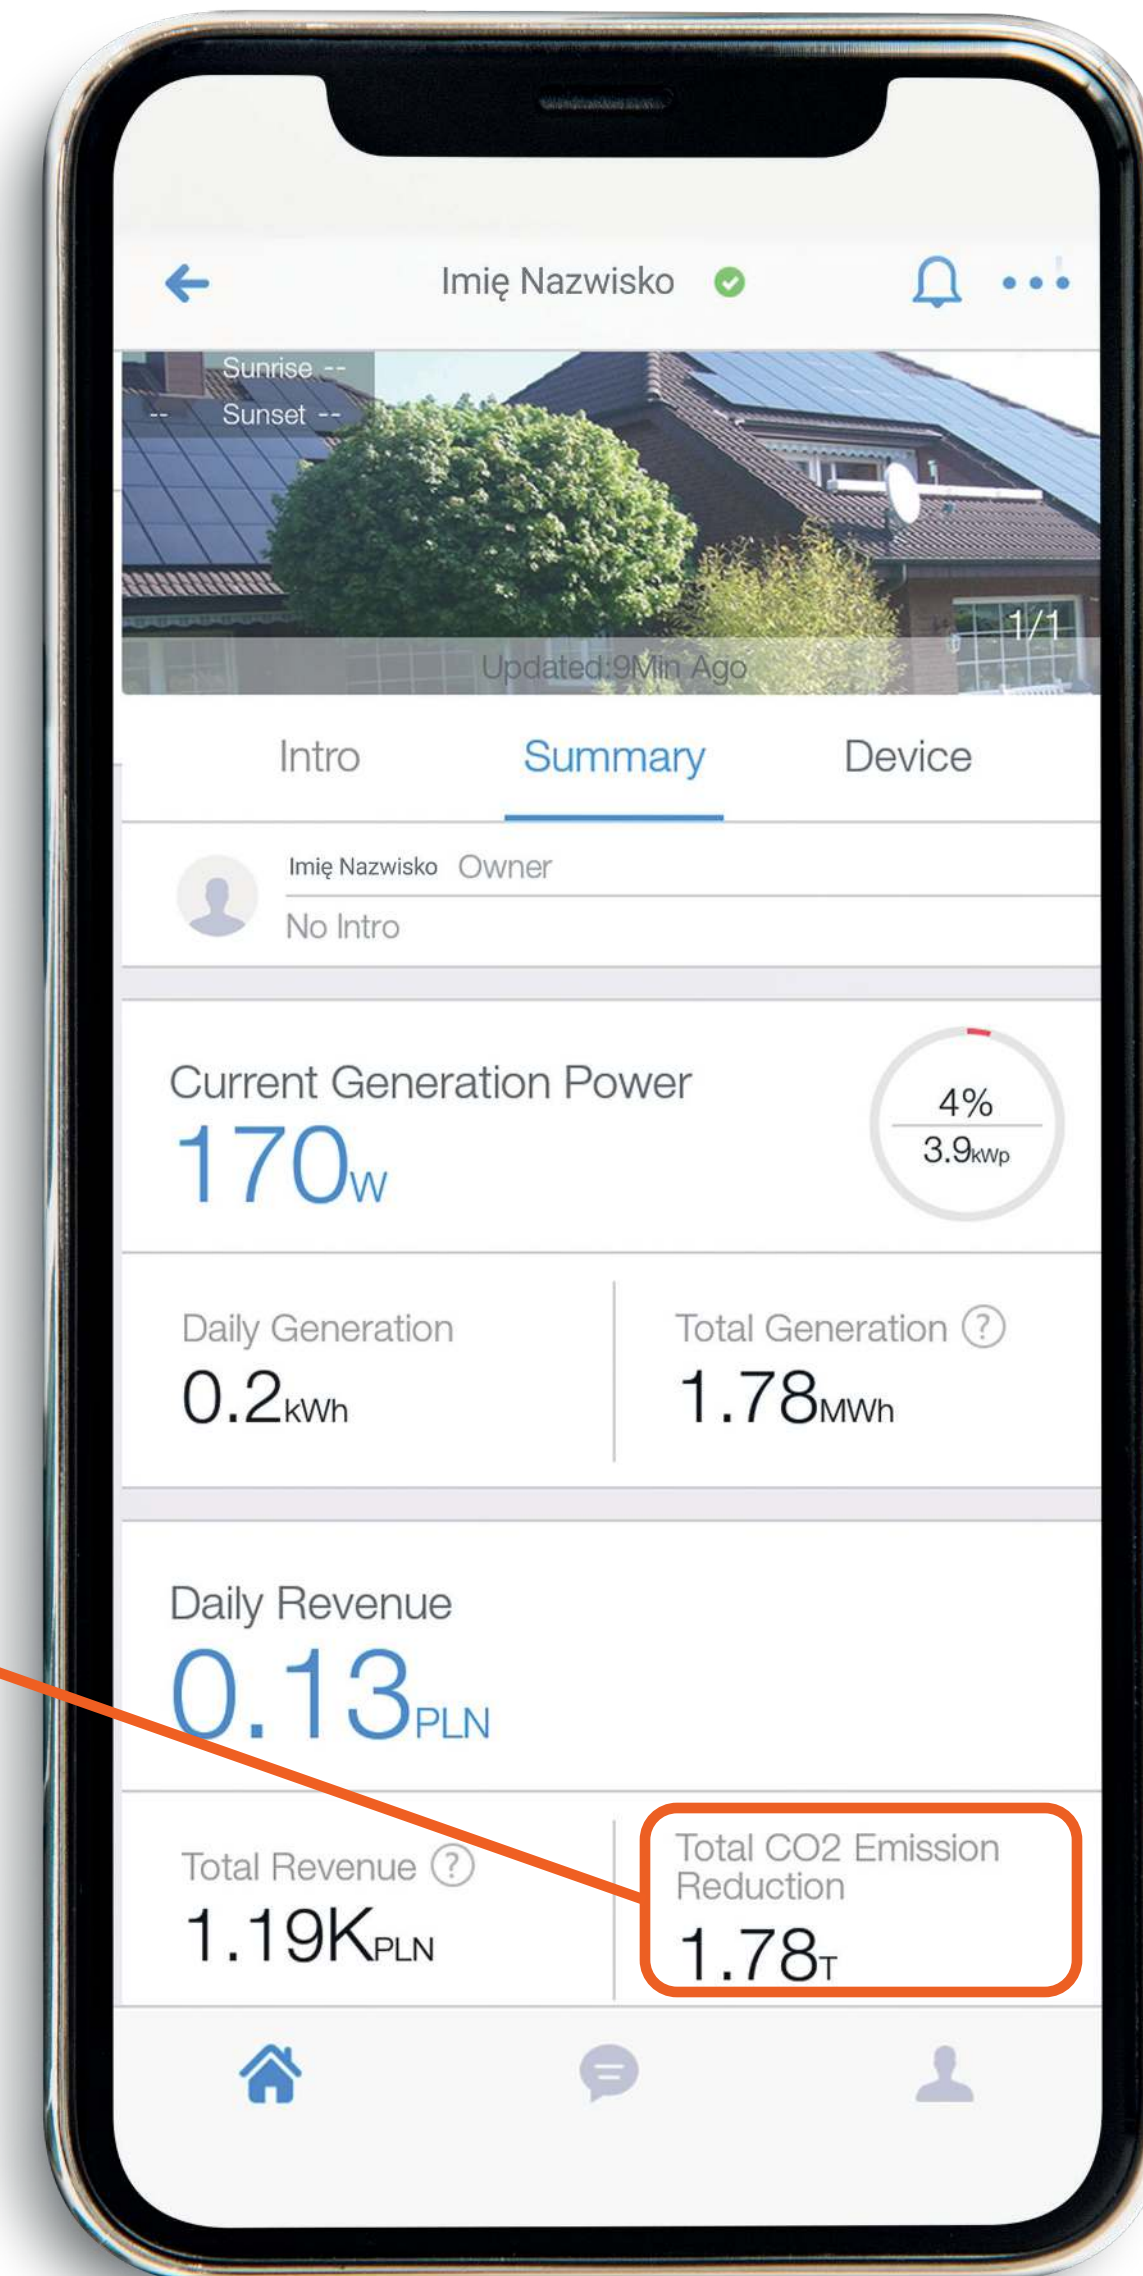 Imię Nazwisko
Sunrise --
-- Sunset --
1/1
Updated:9Min Ago
Intro Summary Device
Imię Nazwisko Owner
No Intro
Current Generation Power
170W
4%
3.9kWp
Daily Generation
0.2kWh
Total Generation ?
1.78MWh
Daily Revenue
0.13PLN
Total Revenue ?
1.19KPLN
Total CO2 Emission
Reduction
1.78T